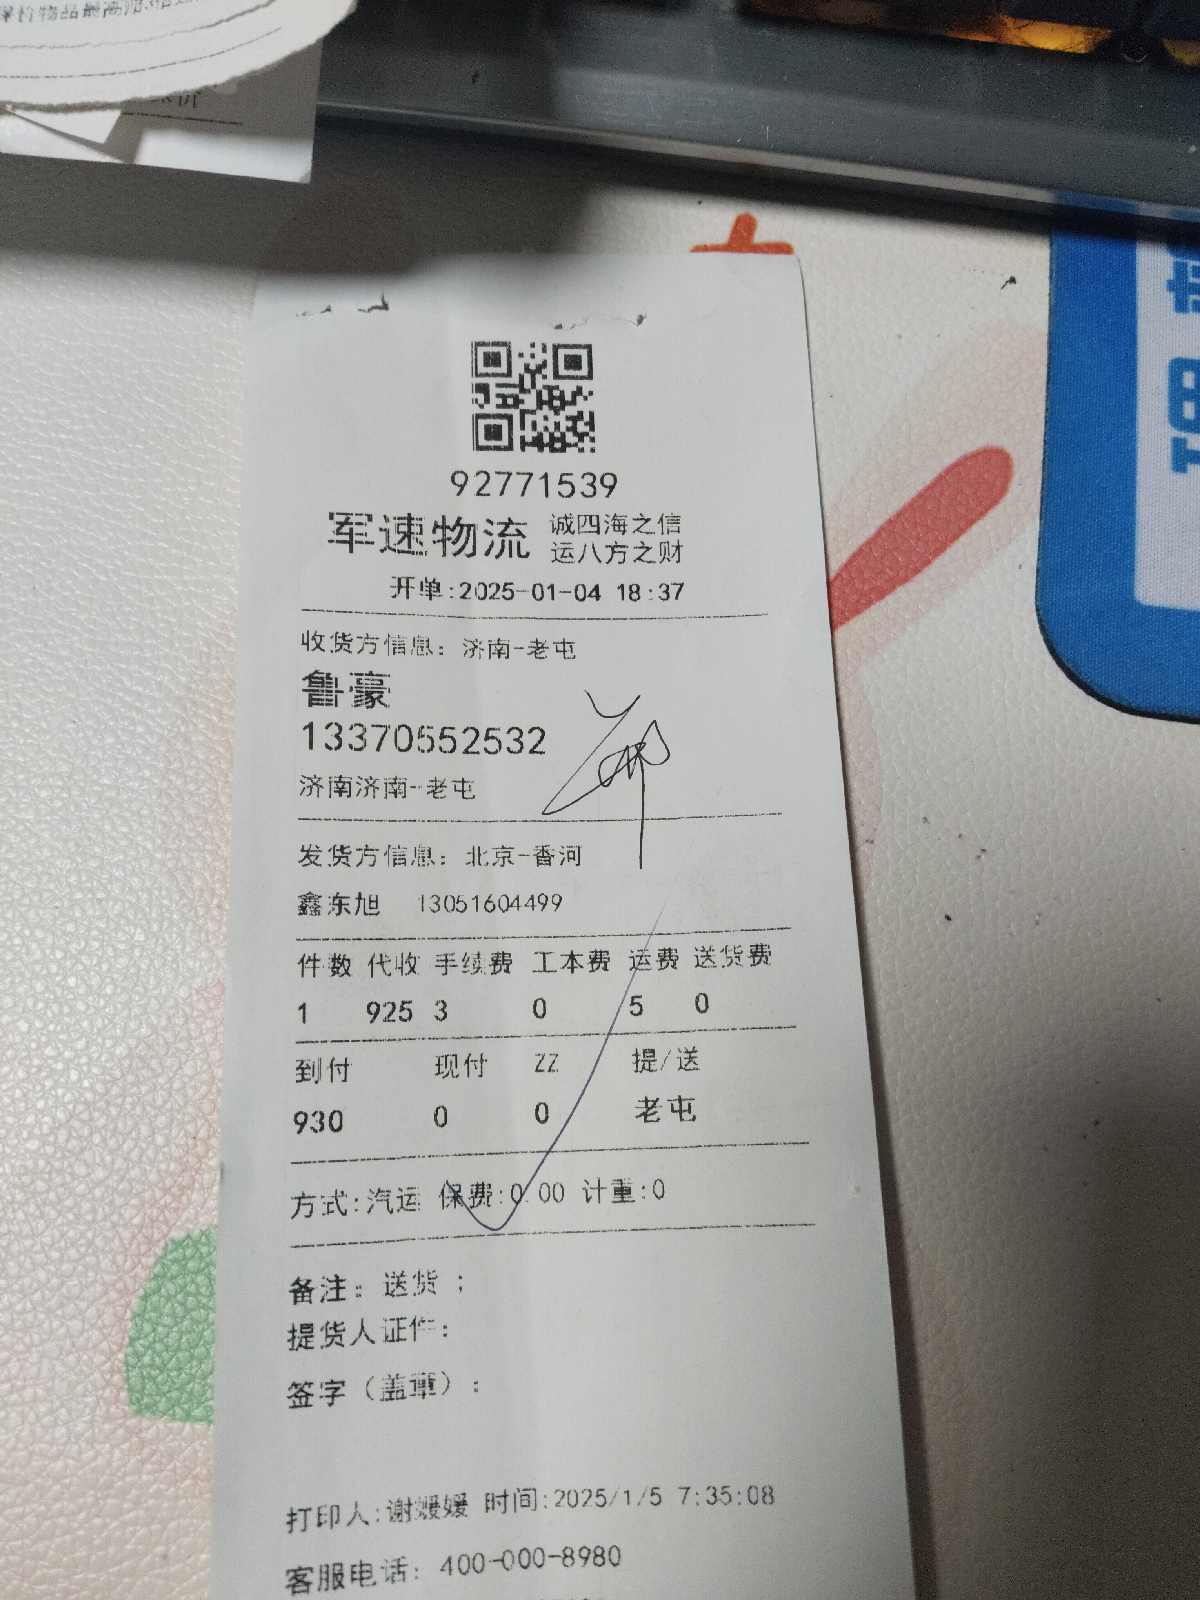 92771539
军速物流 诚四海之信
运八方之财
开单:2025-01-04 18:37
收货方信息: 济南-老屯
鲁豪
13370552532
济南济南-老屯
发货方信息: 北京-香河
鑫东旭 13051604499
件数 代收 手续费 工本费 运费 送货费
1 925 3 0 5 0
到付 现付 ZZ 提/送
930 0 0 老屯
方式:汽运 保费:0.00 计重:0
备注: 送货 ;
提货人证件:
签字（盖章）:
打印人:谢媛媛 时间:2025/1/5 7:35:08
客服电话: 400-000-8980